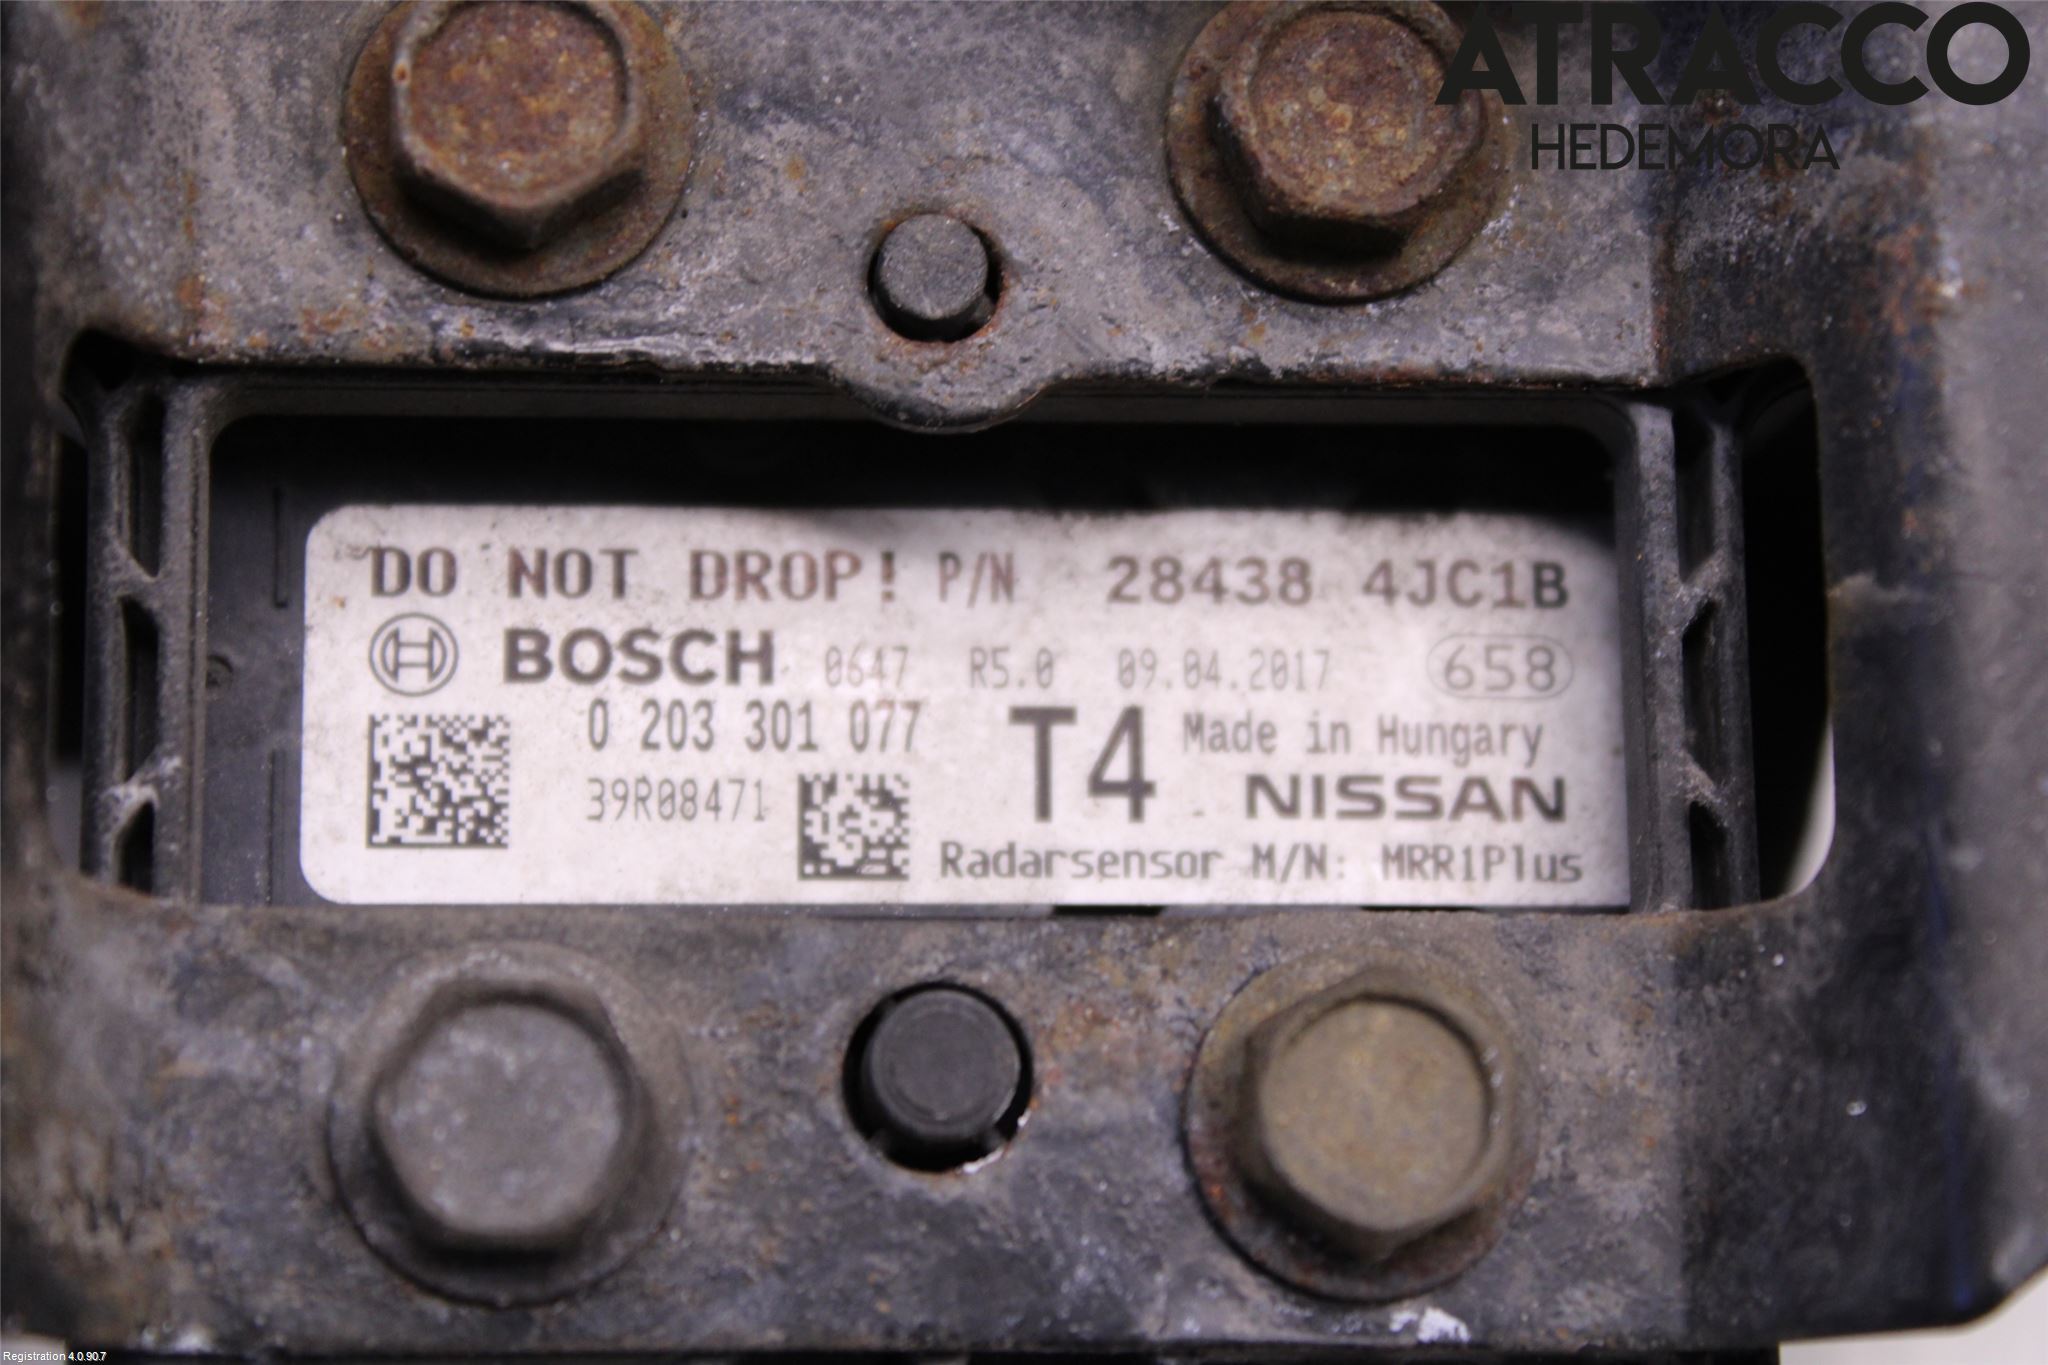 ATRACCO
HEDEMORA
DO NOT DROP! P/N 28438 4JC1B
BOSCH 0647 R5.0 09.04.2017 658
0 203 301 077 T4 Made in Hungary
39R08471 NISSAN
Radarsensor M/N: MRR1Plus
Registration 4.0.90.7